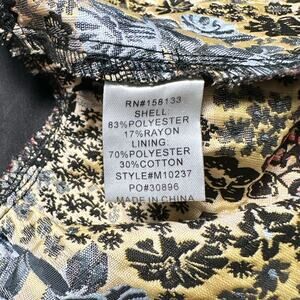 RN#158133
SHELL:
83%POLYESTER
17%RAYON
LINING:
70%POLYESTER
30%COTTON
STYLE#M10237
PO#30896
MADE IN CHINA